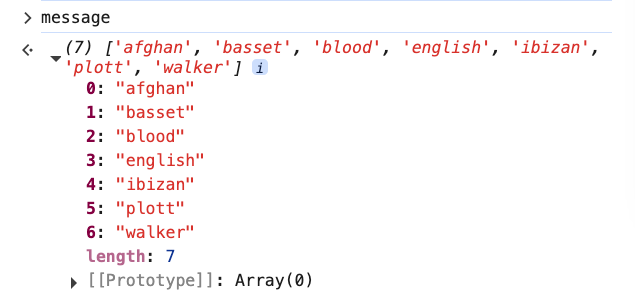 > message
(7) ['afghan', 'basset', 'blood', 'english', 'ibizan',
'plott', 'walker'] i
0: "afghan"
1: "basset"
2: "blood"
3: "english"
4: "ibizan"
5: "plott"
6: "walker"
length: 7
[[Prototype]]: Array(0)